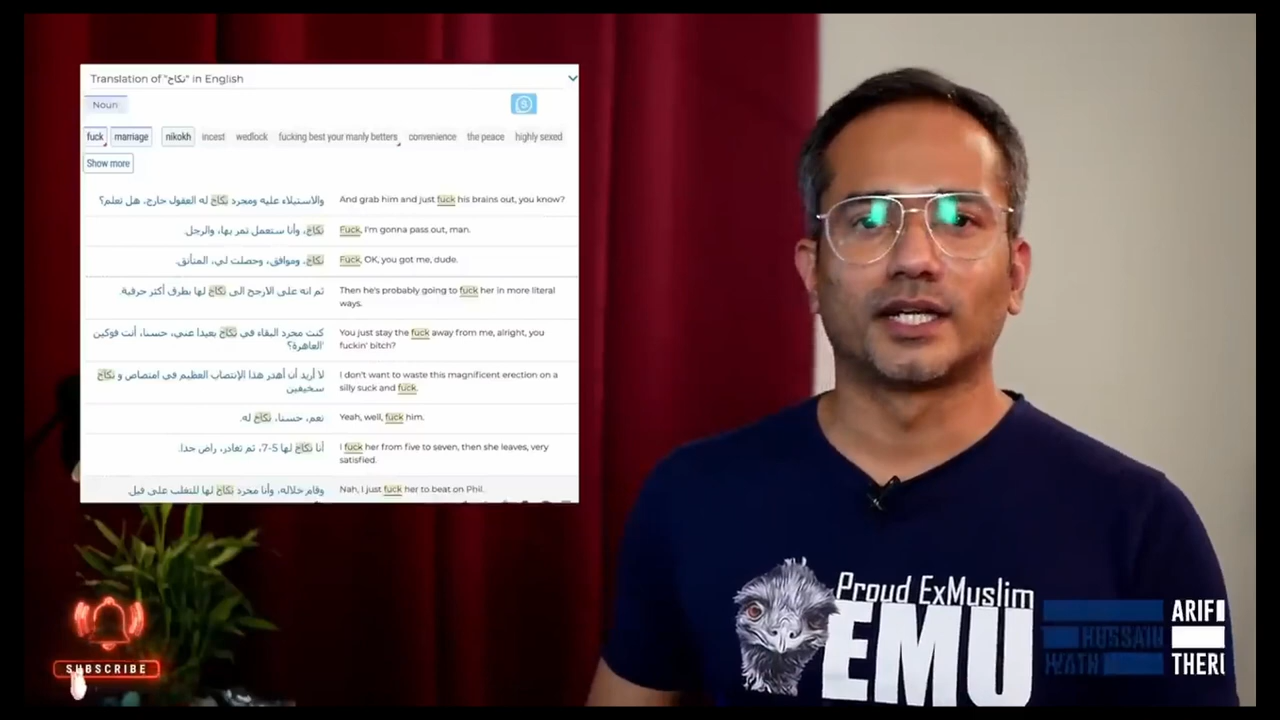 Translation of "نكاح" in English
Noun
fuck marriage nikokh incest wedlock fucking best your manly betters convenience the peace highly sexed
Show more
والاستيلاء عليه ومجرد نكاح له العقول خارج، هل تعلم؟
And grab him and just fuck his brains out, you know?
نكاح، وأنا ستعمل تمر بها، والرجل.
Fuck, I'm gonna pass out, man.
نكاح، وموافق، وحصلت لي، المتأنق.
Fuck, OK, you got me, dude.
ثم انه على الارجح الى نكاح لها بطرق أكثر حرفية.
Then he's probably going to fuck her in more literal
ways.
كنت مجرد البقاء في نكاح بعيدا عني، حسنا، أنت فوكين
العاهرة؟'
You just stay the fuck away from me, alright, you
fuckin' bitch?
لا أريد أن أهدر هذا الإنتصاب العظيم في امتصاص و نكاح
سخيفين
I don't want to waste this magnificent erection on a
silly suck and fuck.
نعم، حسنا، نكاح له.
Yeah, well, fuck him.
أنا نكاح لها 5-7، ثم تغادر، راض جدا.
I fuck her from five to seven, then she leaves, very
satisfied.
وقام خلاله، وأنا مجرد نكاح لها للتغلب على فيل.
Nah, I just fuck her to beat on Phil.
Proud ExMuslim
EMU
SUBSCRIBE
ARIF
HUSSAIN
THERU